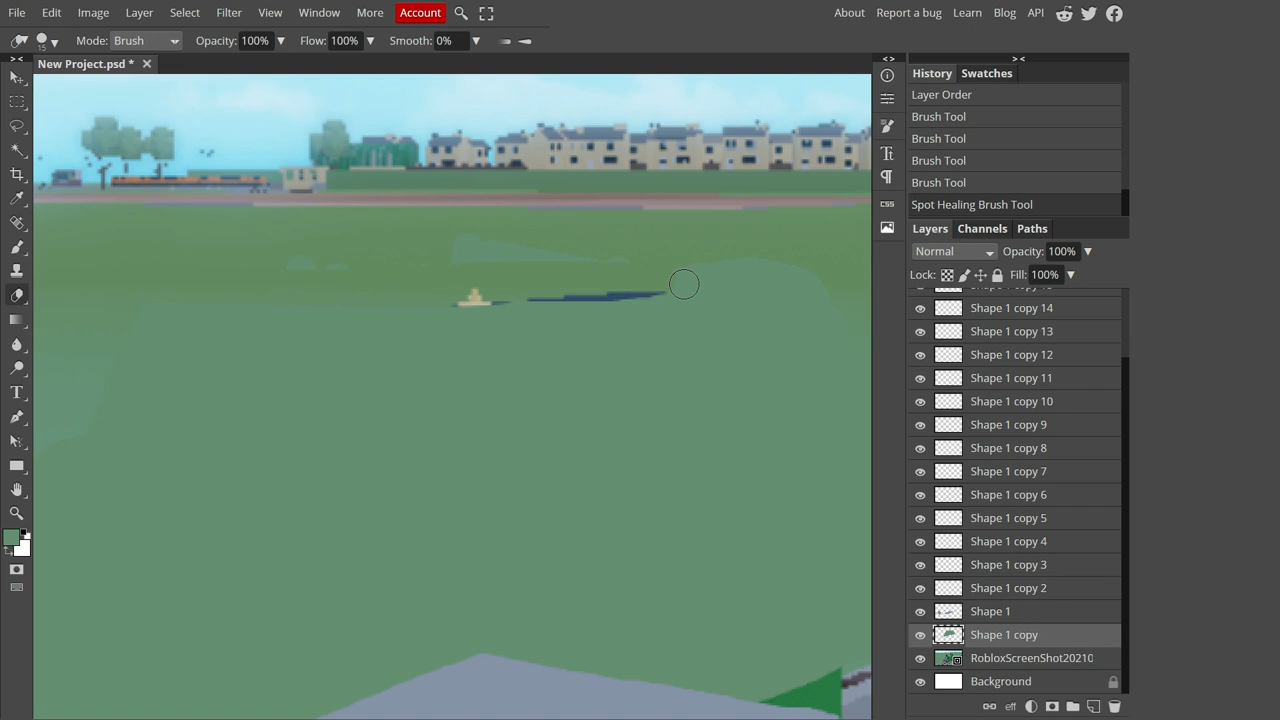 File Edit Image Layer Select Filter View Window More Account About Report a bug Learn Blog API
15 Mode: Brush Opacity: 100% Flow: 100% Smooth: 0%
New Project.psd *
History Swatches
Layer Order
Brush Tool
Brush Tool
Brush Tool
Brush Tool
Spot Healing Brush Tool
CSS
Layers Channels Paths
Normal Opacity: 100%
Lock: Fill: 100%
Shape 1 copy 14
Shape 1 copy 13
Shape 1 copy 12
Shape 1 copy 11
Shape 1 copy 10
Shape 1 copy 9
Shape 1 copy 8
Shape 1 copy 7
Shape 1 copy 6
Shape 1 copy 5
Shape 1 copy 4
Shape 1 copy 3
Shape 1 copy 2
Shape 1
Shape 1 copy
RobloxScreenShot20210
Background
eff